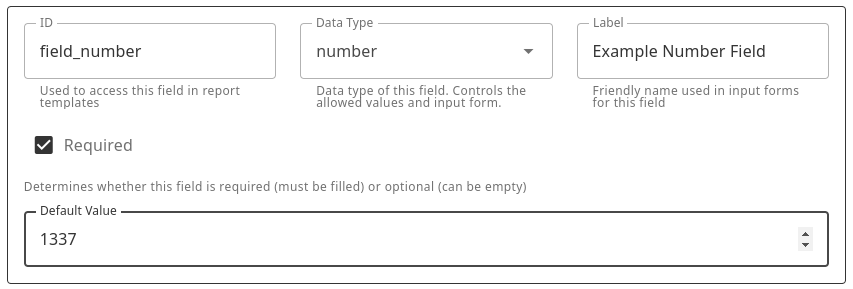 ID
field_number
Used to access this field in report
templates
Data Type
number
Data type of this field. Controls the
allowed values and input form.
Label
Example Number Field
Friendly name used in input forms
for this field
Required
Determines whether this field is required (must be filled) or optional (can be empty)
Default Value
1337